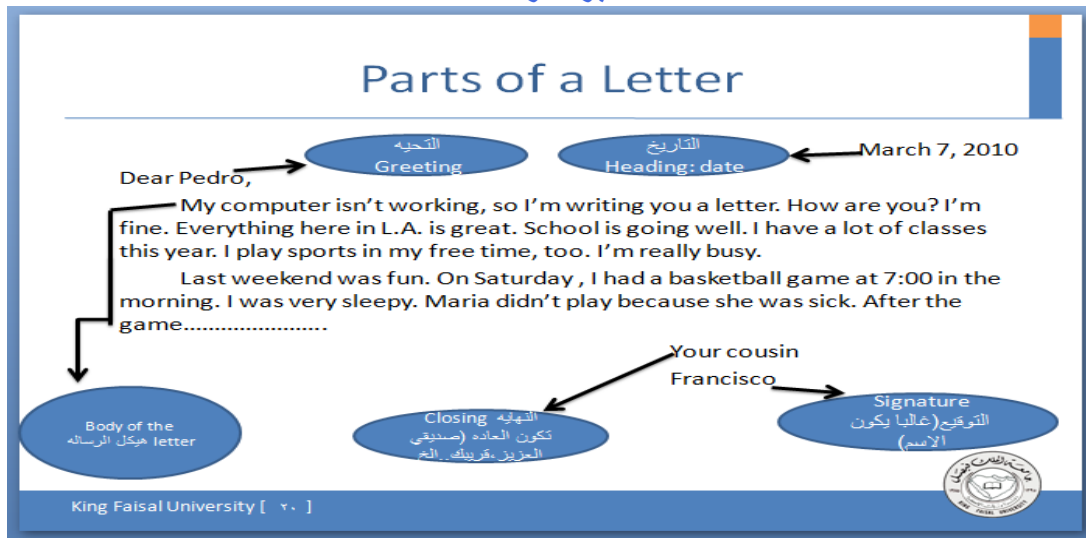 Parts of a Letter
التحيه
Greeting
التاريخ
Heading: date
March 7, 2010
Dear Pedro,
My computer isn't working, so I'm writing you a letter. How are you? I'm
fine. Everything here in L.A. is great. School is going well. I have a lot of classes
this year. I play sports in my free time, too. I'm really busy.
Last weekend was fun. On Saturday , I had a basketball game at 7:00 in the
morning. I was very sleepy. Maria didn't play because she was sick. After the
game........................
Your cousin
Francisco
Body of the
هيكل الرساله letter
Closing النهايه
تكون العاده (صديقي
العزيز ،قريبك..الخ
Signature
التوقيع(غالبا يكون
الاسم)
King Faisal University [ ٢٠ ]
KING FAISAL UNIVERSITY